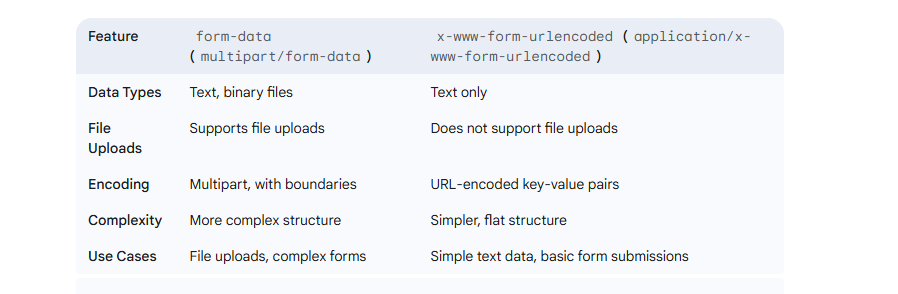 Feature form-data x-www-form-urlencoded ( application/x-
( multipart/form-data ) www-form-urlencoded )
Data Types Text, binary files Text only
File Supports file uploads Does not support file uploads
Uploads
Encoding Multipart, with boundaries URL-encoded key-value pairs
Complexity More complex structure Simpler, flat structure
Use Cases File uploads, complex forms Simple text data, basic form submissions